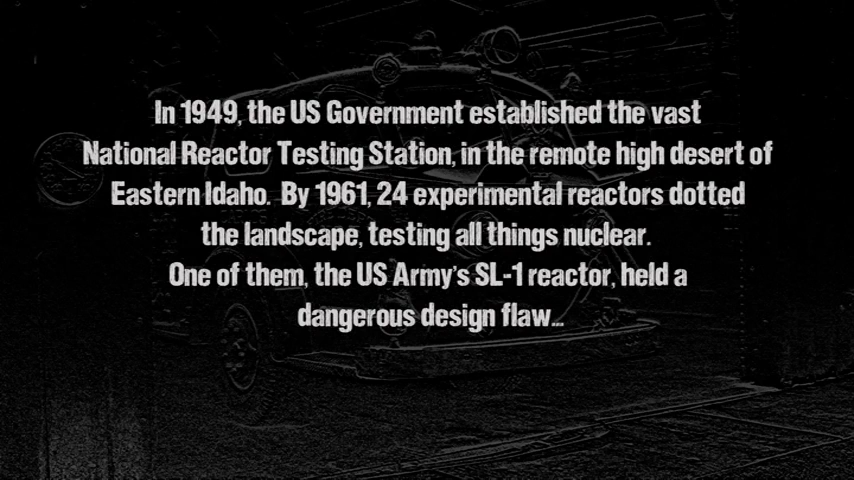 In 1949, the US Government established the vast
National Reactor Testing Station, in the remote high desert of
Eastern Idaho. By 1961, 24 experimental reactors dotted
the landscape, testing all things nuclear.
One of them, the US Army's SL-1 reactor, held a
dangerous design flaw...